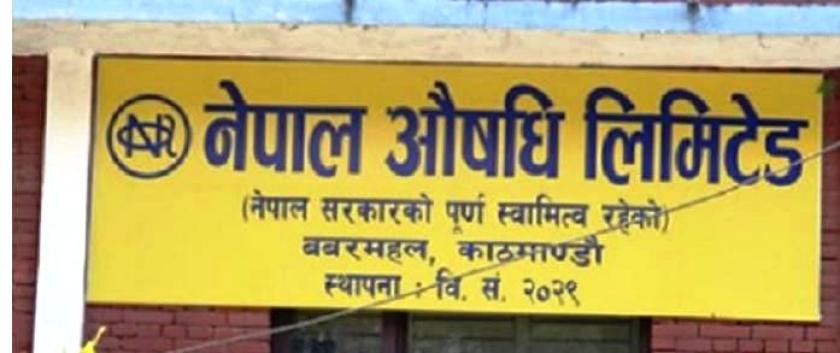 नेपाल औषधि लिमिटेड
(नेपाल सरकारको पूर्ण स्वामित्व रहेको)
बबरमहल, काठमाण्डौ
स्थापना : वि. सं. २०२९